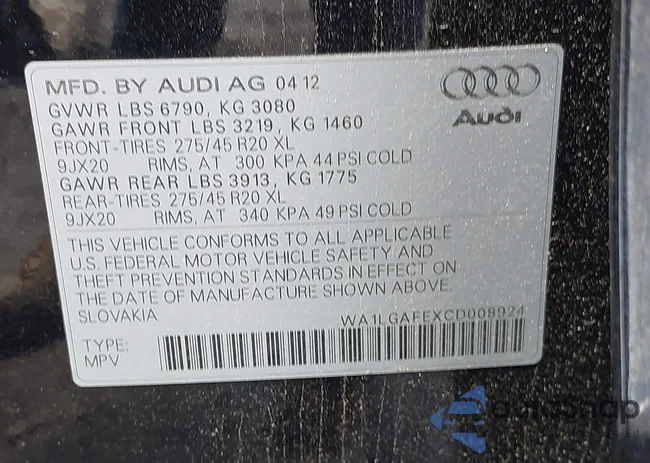 MFD. BY AUDI AG 04 12
GVWR LBS 6790, KG 3080
GAWR FRONT LBS 3219, KG 1460
FRONT-TIRES 275/45 R20 XL
9JX20 RIMS, AT 300 KPA 44 PSI COLD
GAWR REAR LBS 3913, KG 1775
REAR-TIRES 275/45 R20 XL
9JX20 RIMS, AT 340 KPA 49 PSI COLD
Audi
THIS VEHICLE CONFORMS TO ALL APPLICABLE
U.S. FEDERAL MOTOR VEHICLE SAFETY AND
THEFT PREVENTION STANDARDS IN EFFECT ON
THE DATE OF MANUFACTURE SHOWN ABOVE.
SLOVAKIA
WA1LGAFEXCD008924
TYPE:
MPV
autoSnap